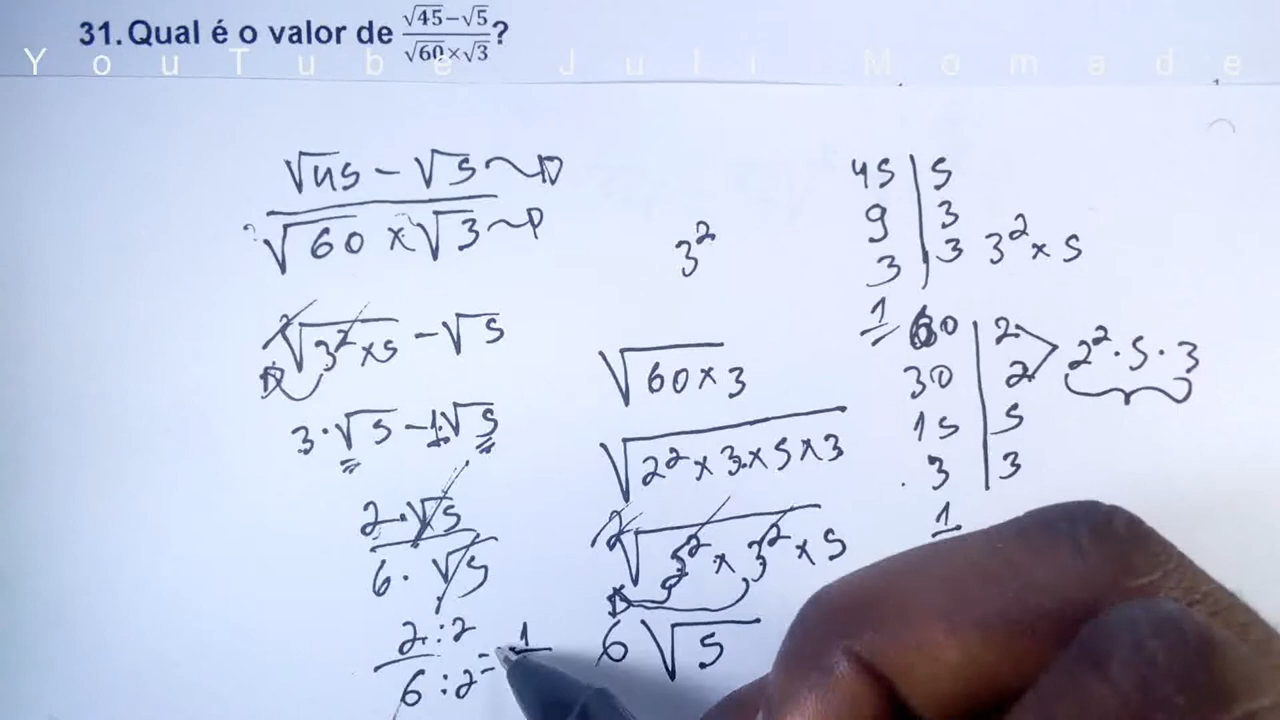 31. Qual é o valor de (√45−√5)/(√60×√3)?
YouTube Juli Momade
√45 − √5
√60 × √3
√3²×5 − √5
3·√5 − 1√5
2·√5
6·√5
2 :2 = 1
6 :2
3²
√60×3
√2²×3×5×3
2√2²×3²×5
6√5
45 | 5
9 | 3
3 | 3 3²×5
1
60 | 2
30 | 2 2²·5·3
15 | 5
3 | 3
1